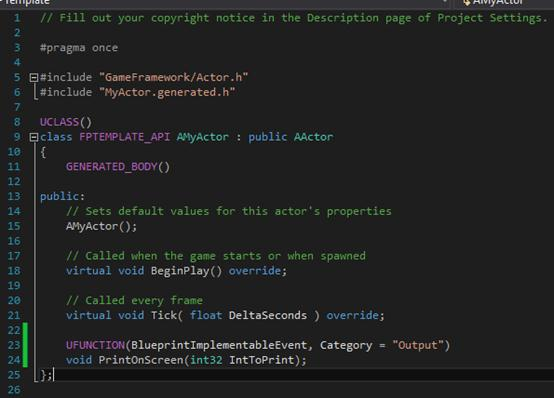 Template AMyActor
1 // Fill out your copyright notice in the Description page of Project Settings.
2
3 #pragma once
4
5 #include "GameFramework/Actor.h"
6 #include "MyActor.generated.h"
7
8 UCLASS()
9 class FPTEMPLATE_API AMyActor : public AActor
10 {
11 GENERATED_BODY()
12
13 public:
14 // Sets default values for this actor's properties
15 AMyActor();
16
17 // Called when the game starts or when spawned
18 virtual void BeginPlay() override;
19
20 // Called every frame
21 virtual void Tick( float DeltaSeconds ) override;
22
23 UFUNCTION(BlueprintImplementableEvent, Category = "Output")
24 void PrintOnScreen(int32 IntToPrint);
25 };
26